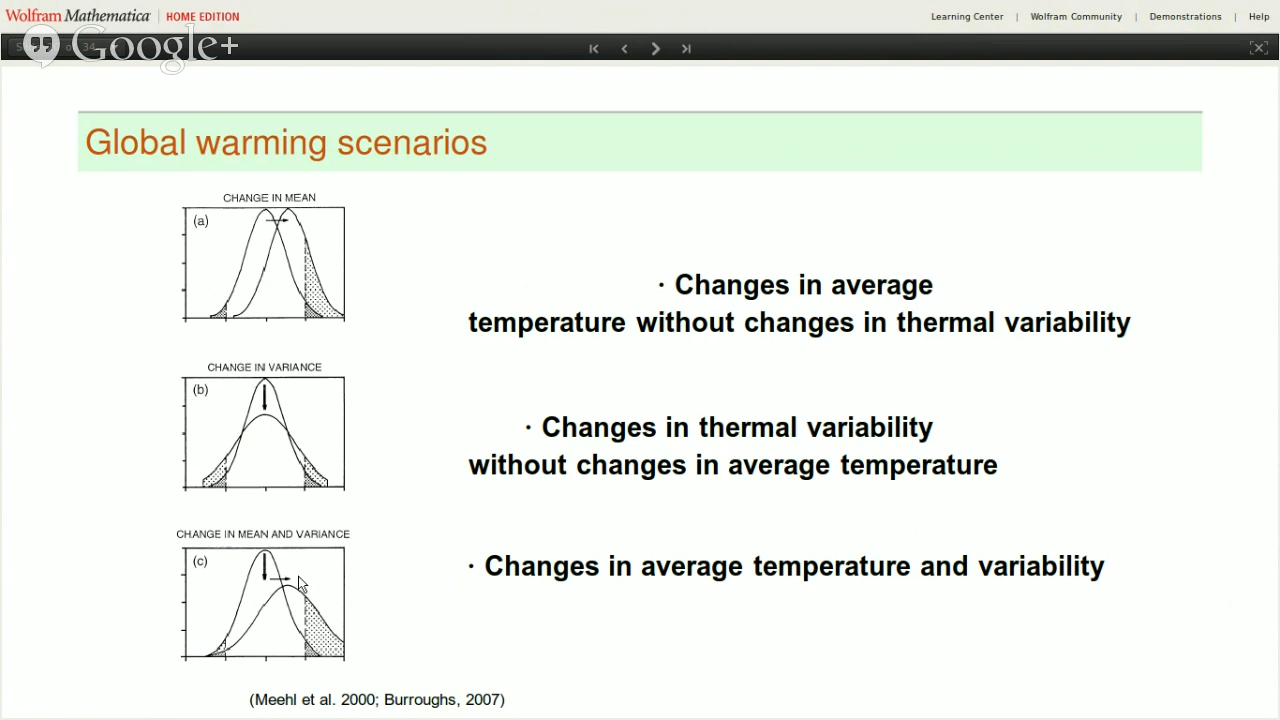 Wolfram Mathematica | HOME EDITION
Learning Center | Wolfram Community | Demonstrations | Help
Google+
34
Global warming scenarios
CHANGE IN MEAN
(a)
· Changes in average
temperature without changes in thermal variability
CHANGE IN VARIANCE
(b)
· Changes in thermal variability
without changes in average temperature
CHANGE IN MEAN AND VARIANCE
(c)
· Changes in average temperature and variability
(Meehl et al. 2000; Burroughs, 2007)